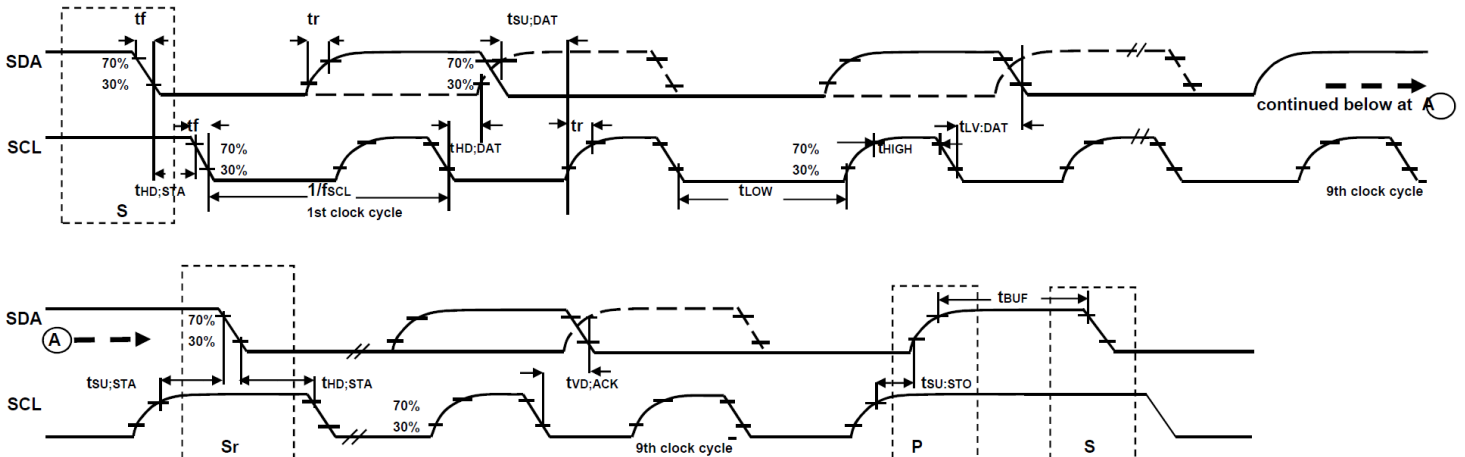 tf tr tSU;DAT
SDA 70% 70%
30% 30%
continued below at A
tf tr tLV:DAT
SCL 70% tHD;DAT 70% tHIGH
30% 30%
tHD;STA 1/fSCL tLOW
S 1st clock cycle 9th clock cycle
tBUF
SDA 70%
A 30%
tSU;STA tHD;STA tVD;ACK tSU:STO
SCL 70%
30%
Sr 9th clock cycle P S